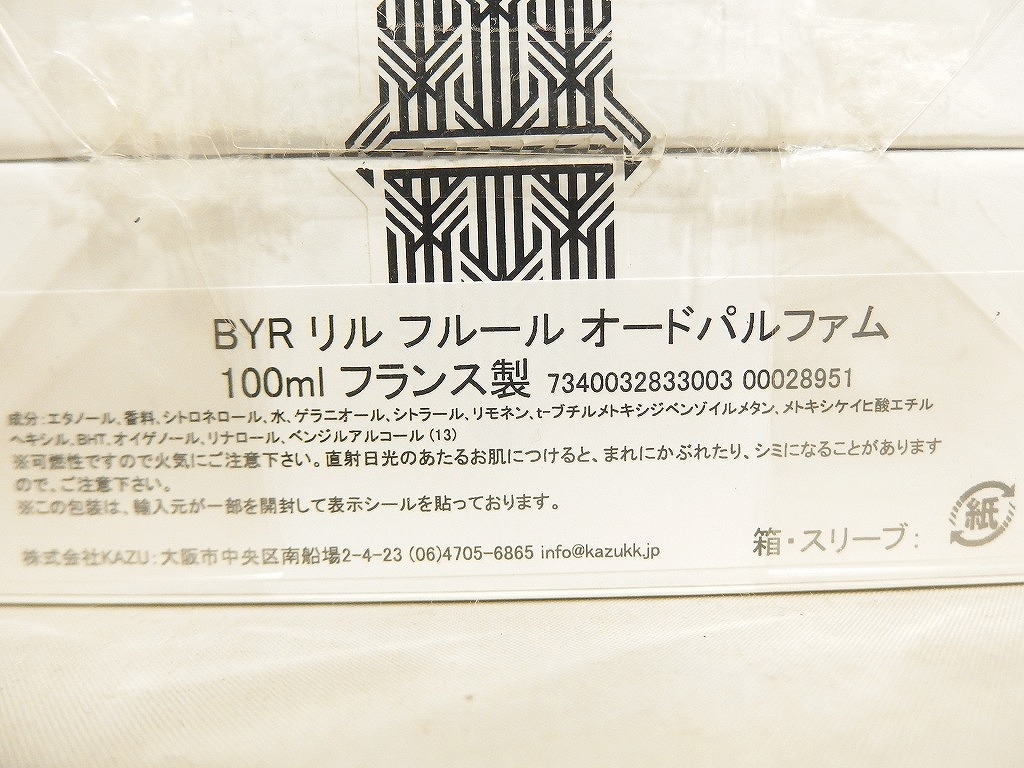 BYR リル フルール オードパルファム
100ml フランス製 7340032833003 00028951
成分:エタノール、香料、シトロネロール、水、ゲラニオール、シトラール、リモネン、t-ブチルメトキシジベンゾイルメタン、メトキシケイヒ酸エチル
ヘキシル、BHT、オイゲノール、リナロール、ベンジルアルコール (13)
※可燃性ですので火気にご注意下さい。直射日光のあたるお肌につけると、まれにかぶれたり、シミになることがあります
ので、ご注意下さい。
※この包装は、輸入元が一部を開封して表示シールを貼っております。
株式会社KAZU:大阪市中央区南船場2-4-23 (06)4705-6865 info@kazukk.jp
箱・スリーブ: 紙